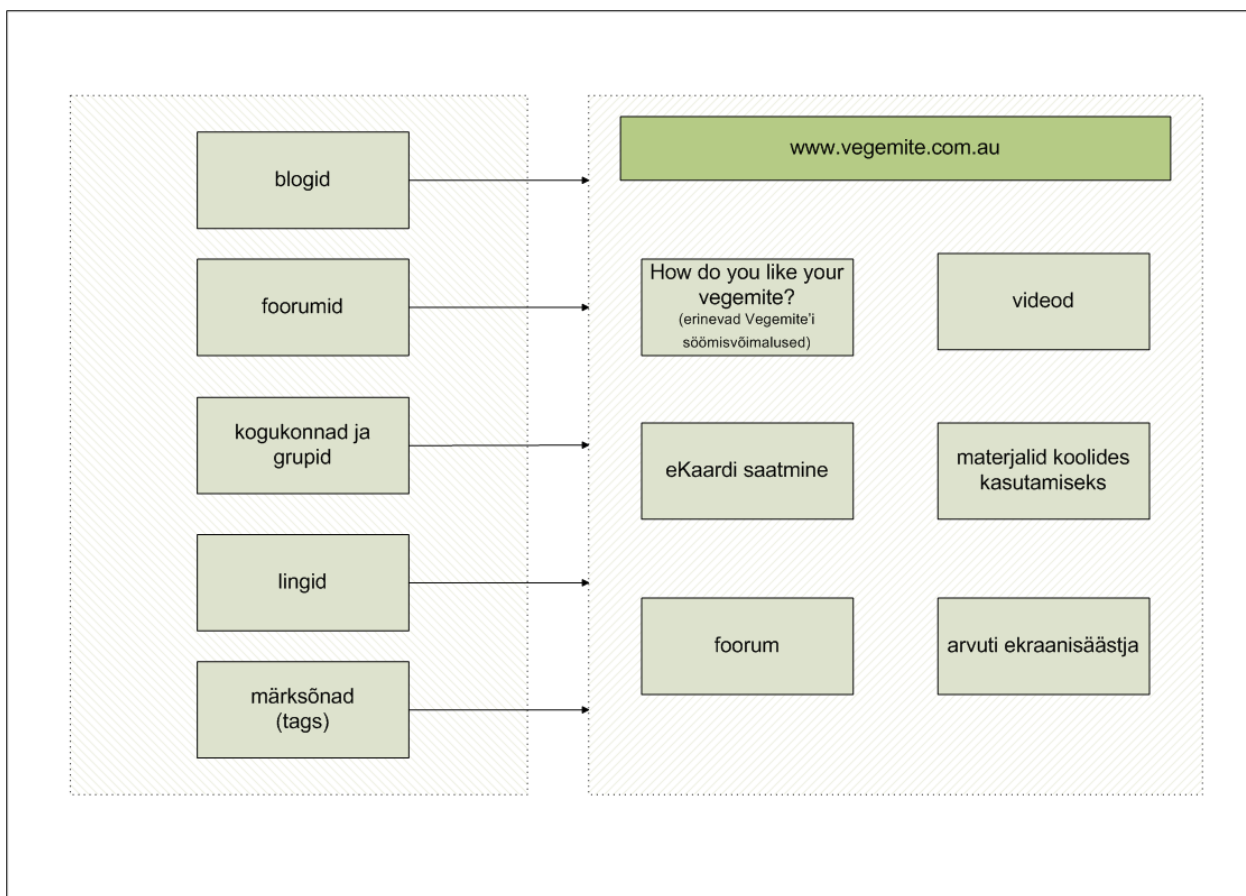 blogid
foorumid
kogukonnad ja
grupid
lingid
märksõnad
(tags)
www.vegemite.com.au
How do you like your
vegemite?
(erinevad Vegemite'i
söömisvõimalused)
videod
eKaardi saatmine
materjalid koolides
kasutamiseks
foorum
arvuti ekraanisäästja